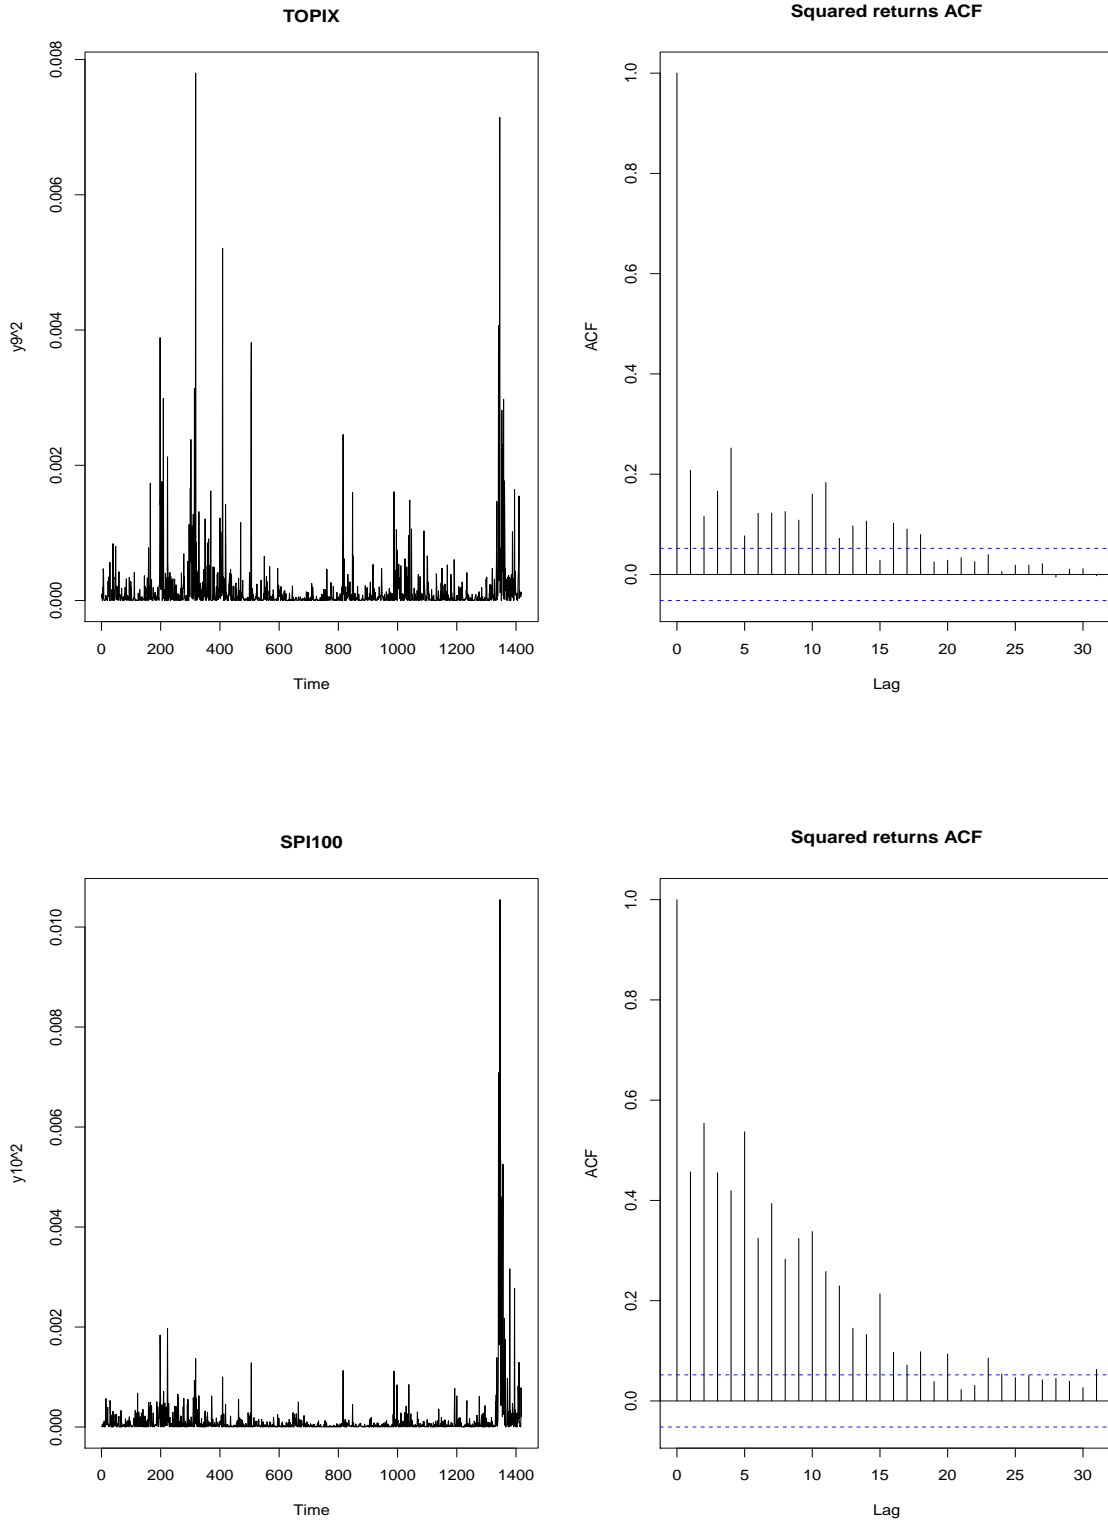 TOPIX
0.000 0.002 0.004 0.006 0.008
y9^2
0 200 400 600 800 1000 1200 1400
Time
Squared returns ACF
0.0 0.2 0.4 0.6 0.8 1.0
ACF
0 5 10 15 20 25 30
Lag
SPI100
0.000 0.002 0.004 0.006 0.008 0.010
y10^2
0 200 400 600 800 1000 1200 1400
Time
Squared returns ACF
0.0 0.2 0.4 0.6 0.8 1.0
ACF
0 5 10 15 20 25 30
Lag